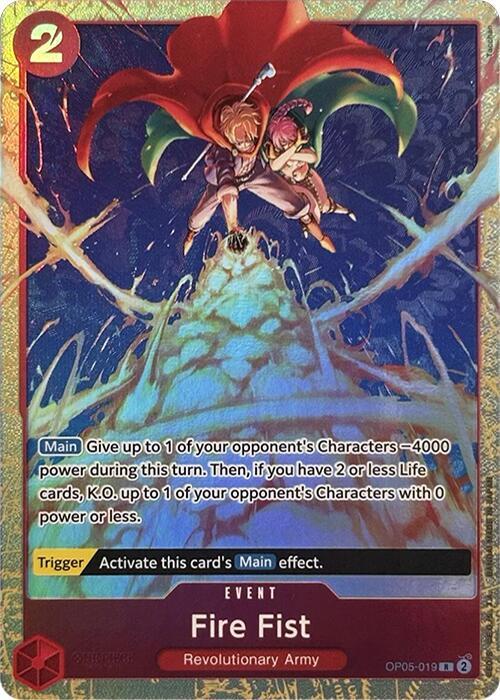 2
Main Give up to 1 of your opponent's Characters −4000
power during this turn. Then, if you have 2 or less Life
cards, K.O. up to 1 of your opponent's Characters with 0
power or less.
Trigger Activate this card's Main effect.
EVENT
Fire Fist
Revolutionary Army
OP05-019 R 2